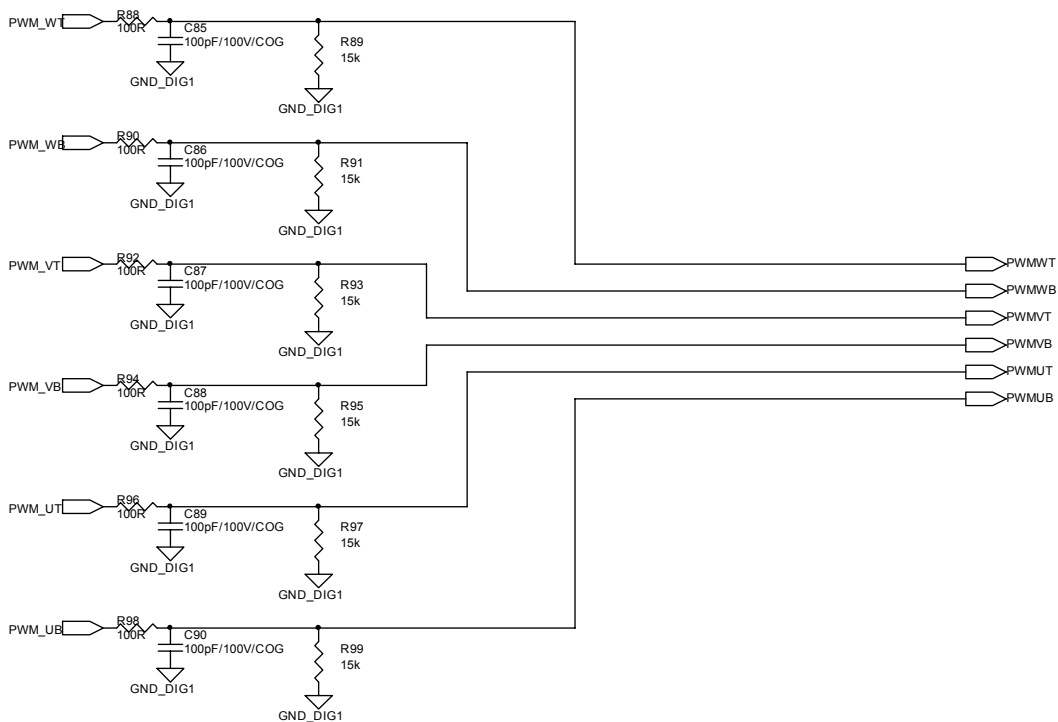 PWM_WT
R88
100R
C85
100pF/100V/COG
GND_DIG1
R89
15k
GND_DIG1
PWM_WB
R90
100R
C86
100pF/100V/COG
GND_DIG1
R91
15k
GND_DIG1
PWM_VT
R92
100R
C87
100pF/100V/COG
GND_DIG1
R93
15k
GND_DIG1
PWM_VB
R94
100R
C88
100pF/100V/COG
GND_DIG1
R95
15k
GND_DIG1
PWM_UT
R96
100R
C89
100pF/100V/COG
GND_DIG1
R97
15k
GND_DIG1
PWM_UB
R98
100R
C90
100pF/100V/COG
GND_DIG1
R99
15k
GND_DIG1
PWMWT
PWMWB
PWMVT
PWMVB
PWMUT
PWMUB